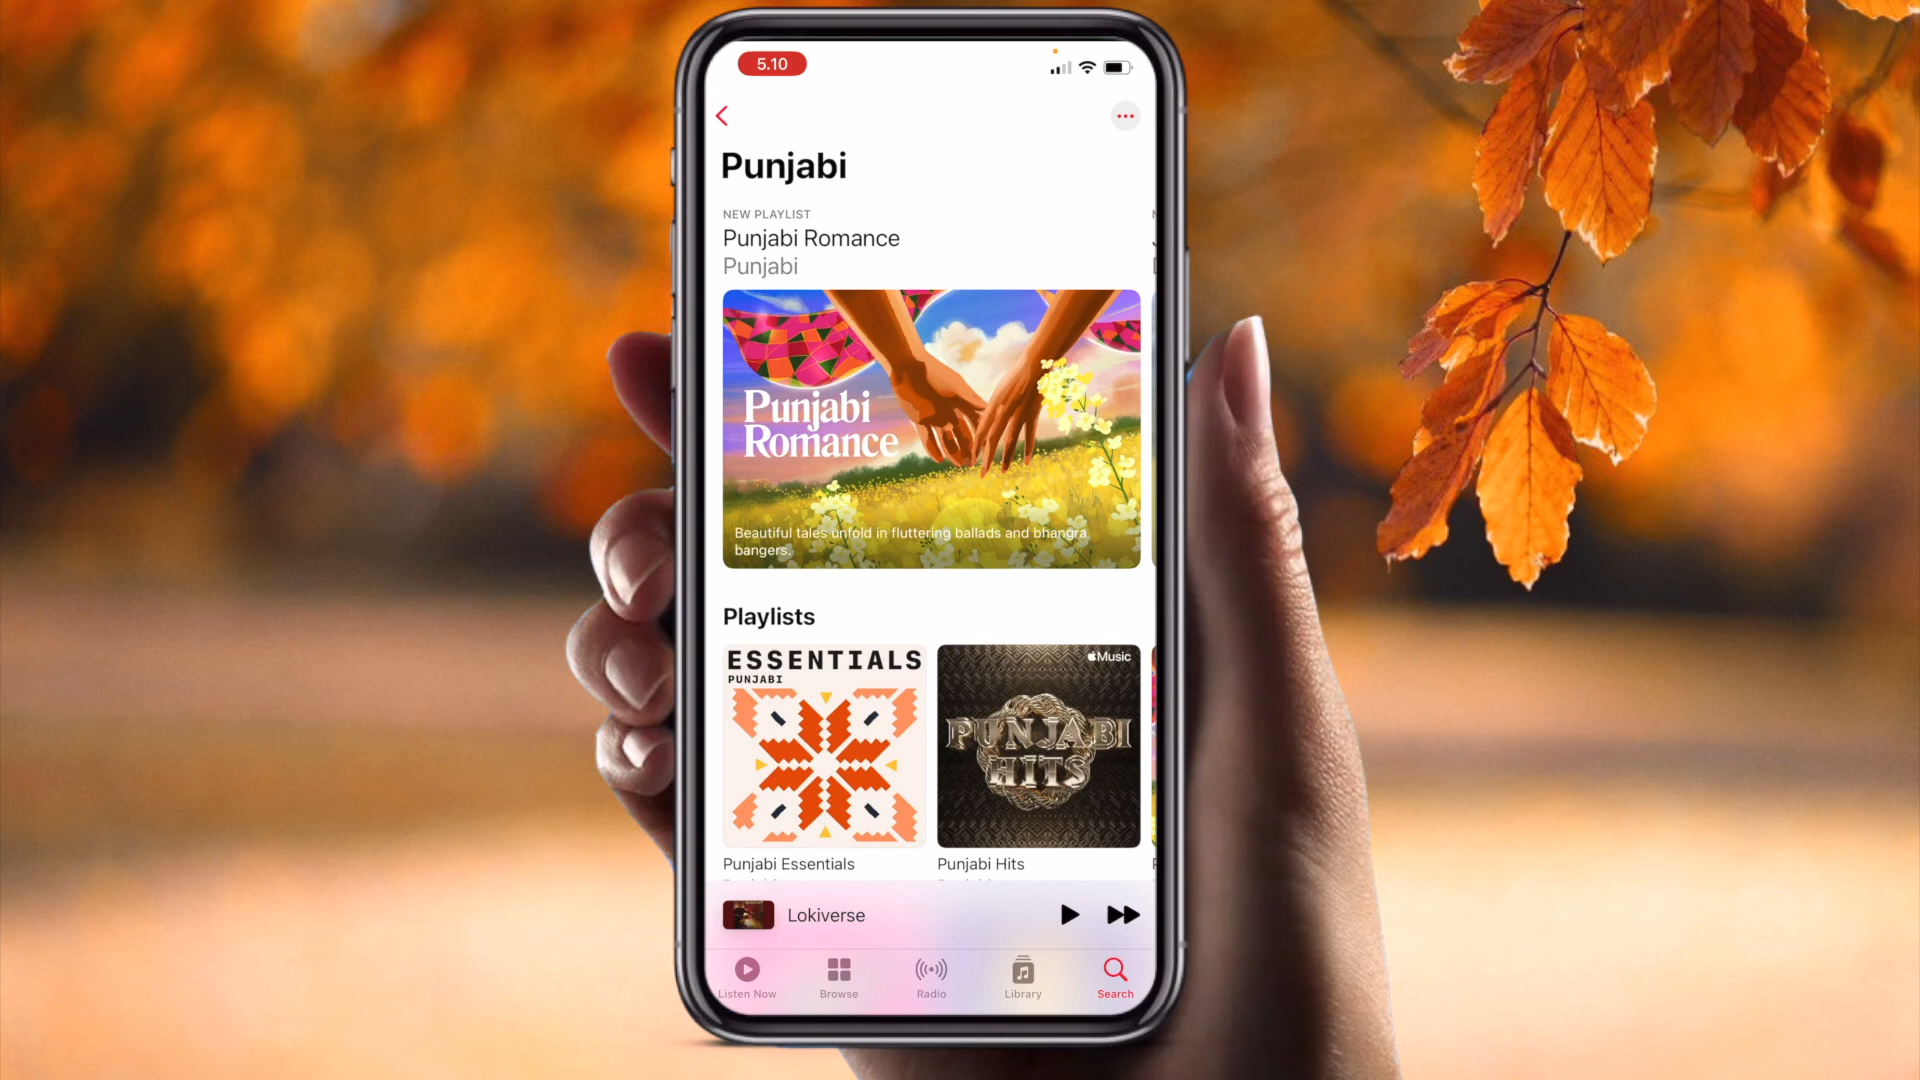 5.10
Punjabi
NEW PLAYLIST
Punjabi Romance
Punjabi
Punjabi
Romance
Beautiful tales unfold in fluttering ballads and bhangra
bangers.
Playlists
ESSENTIALS
PUNJABI
Music
PUNJABI
HITS
Punjabi Essentials
Punjabi Hits
Lokiverse
Listen Now
Browse
Radio
Library
Search